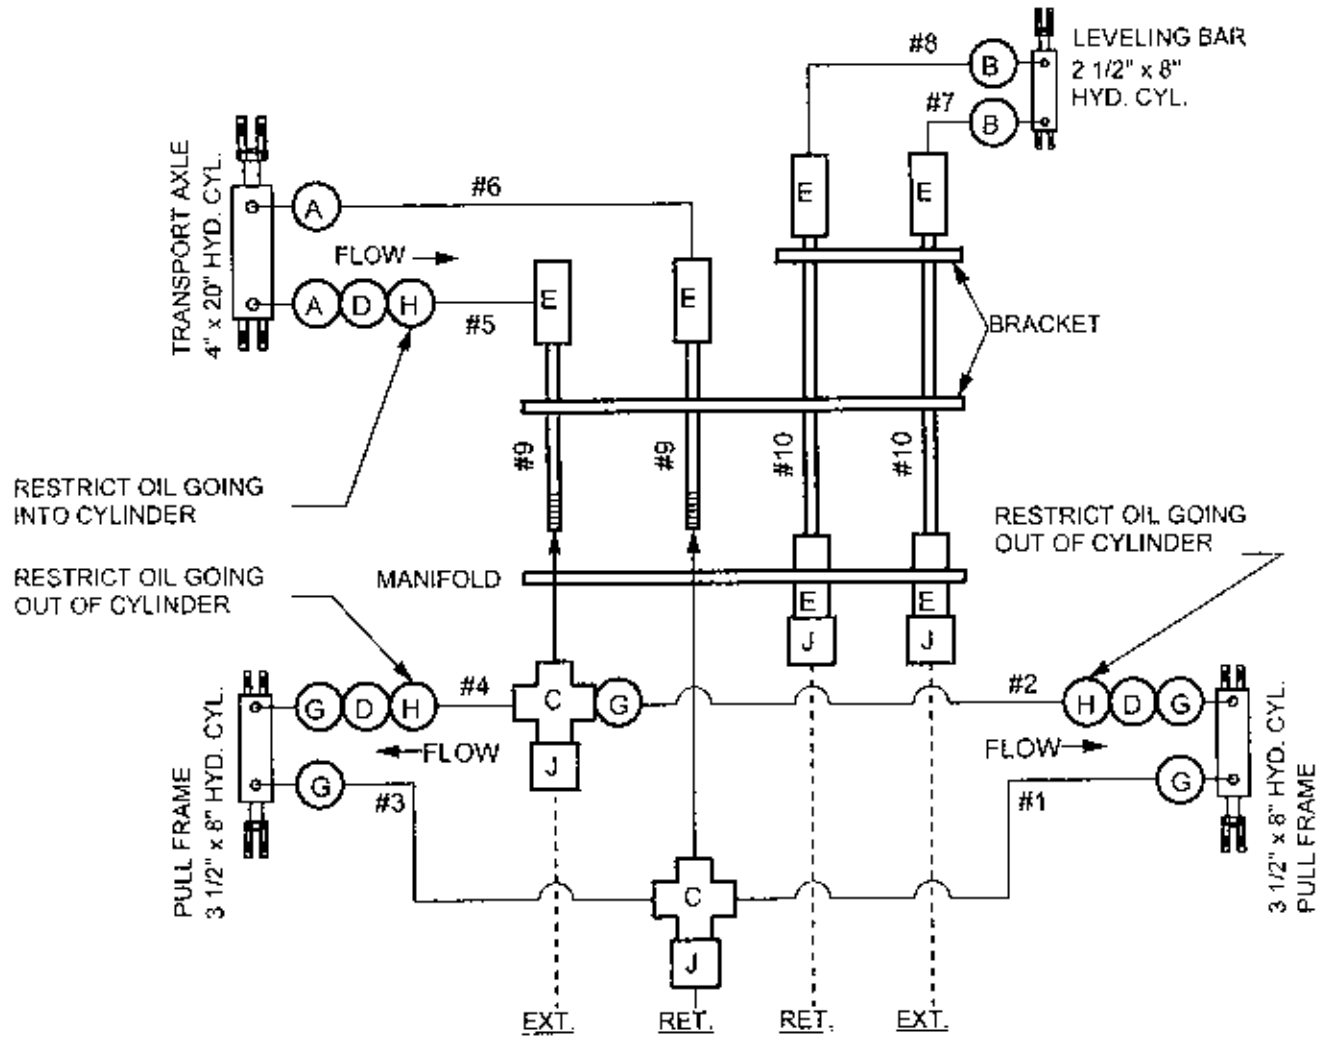 #8
B
LEVELING BAR
2 1/2" x 8"
HYD. CYL.
#7
B
TRANSPORT AXLE
4" x 20" HYD. CYL.
A
#6
FLOW
A
D
H
#5
E
E
E
E
BRACKET
#9
#9
#10
#10
RESTRICT OIL GOING
INTO CYLINDER
RESTRICT OIL GOING
OUT OF CYLINDER
MANIFOLD
RESTRICT OIL GOING
OUT OF CYLINDER
E
E
J
J
PULL FRAME
3 1/2" x 8" HYD. CYL.
G
D
H
#4
C
G
#2
H
D
G
FLOW
J
FLOW
G
#3
#1
G
3 1/2" x 8" HYD. CYL.
PULL FRAME
C
J
EXT.
RET.
RET.
EXT.